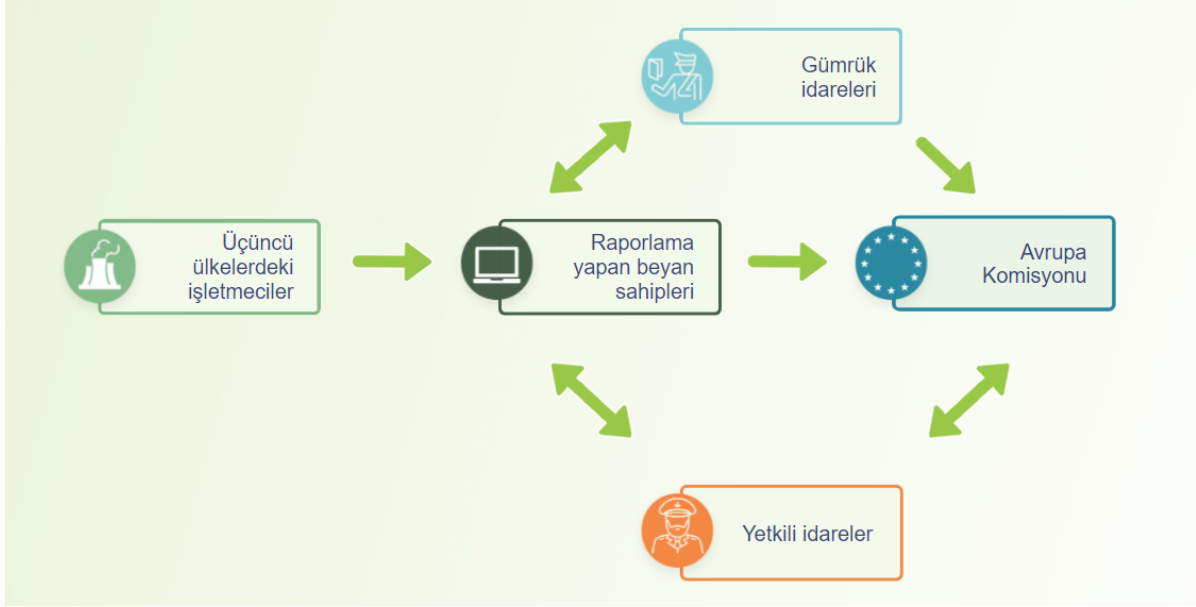 Gümrük
idareleri
Üçüncü
ülkelerdeki
işletmeciler
Raporlama
yapan beyan
sahipleri
Avrupa
Komisyonu
Yetkili idareler